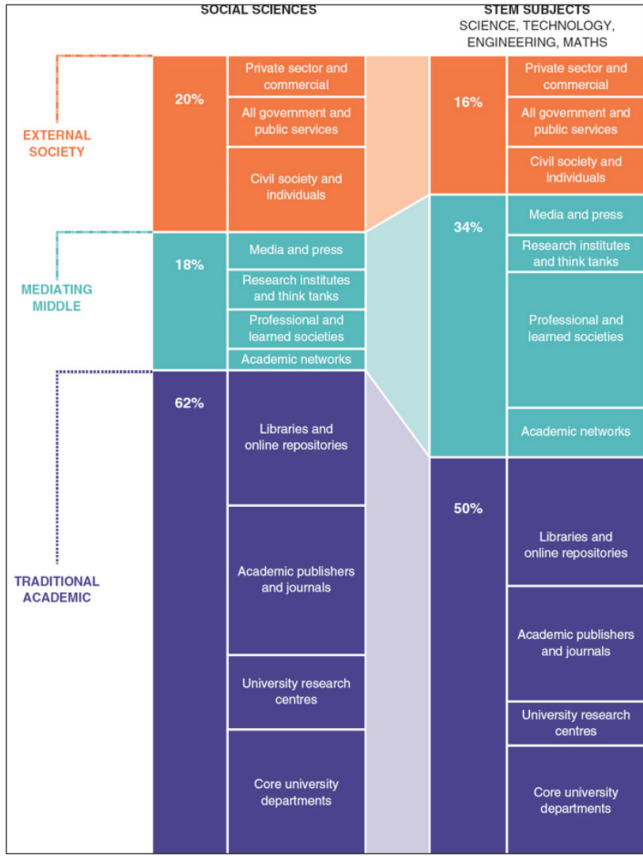 SOCIAL SCIENCES
STEM SUBJECTS
SCIENCE, TECHNOLOGY,
ENGINEERING, MATHS
EXTERNAL
SOCIETY
20%
Private sector and
commercial
All government and
public services
Civil society and
individuals
16%
Private sector and
commercial
All government and
public services
Civil society and
individuals
MEDIATING
MIDDLE
18%
Media and press
Research institutes
and think tanks
Professional and
learned societies
Academic networks
34%
Media and press
Research institutes
and think tanks
Professional and
learned societies
Academic networks
TRADITIONAL
ACADEMIC
62%
Libraries and
online repositories
Academic publishers
and journals
University research
centres
Core university
departments
50%
Libraries and
online repositories
Academic publishers
and journals
University research
centres
Core university
departments